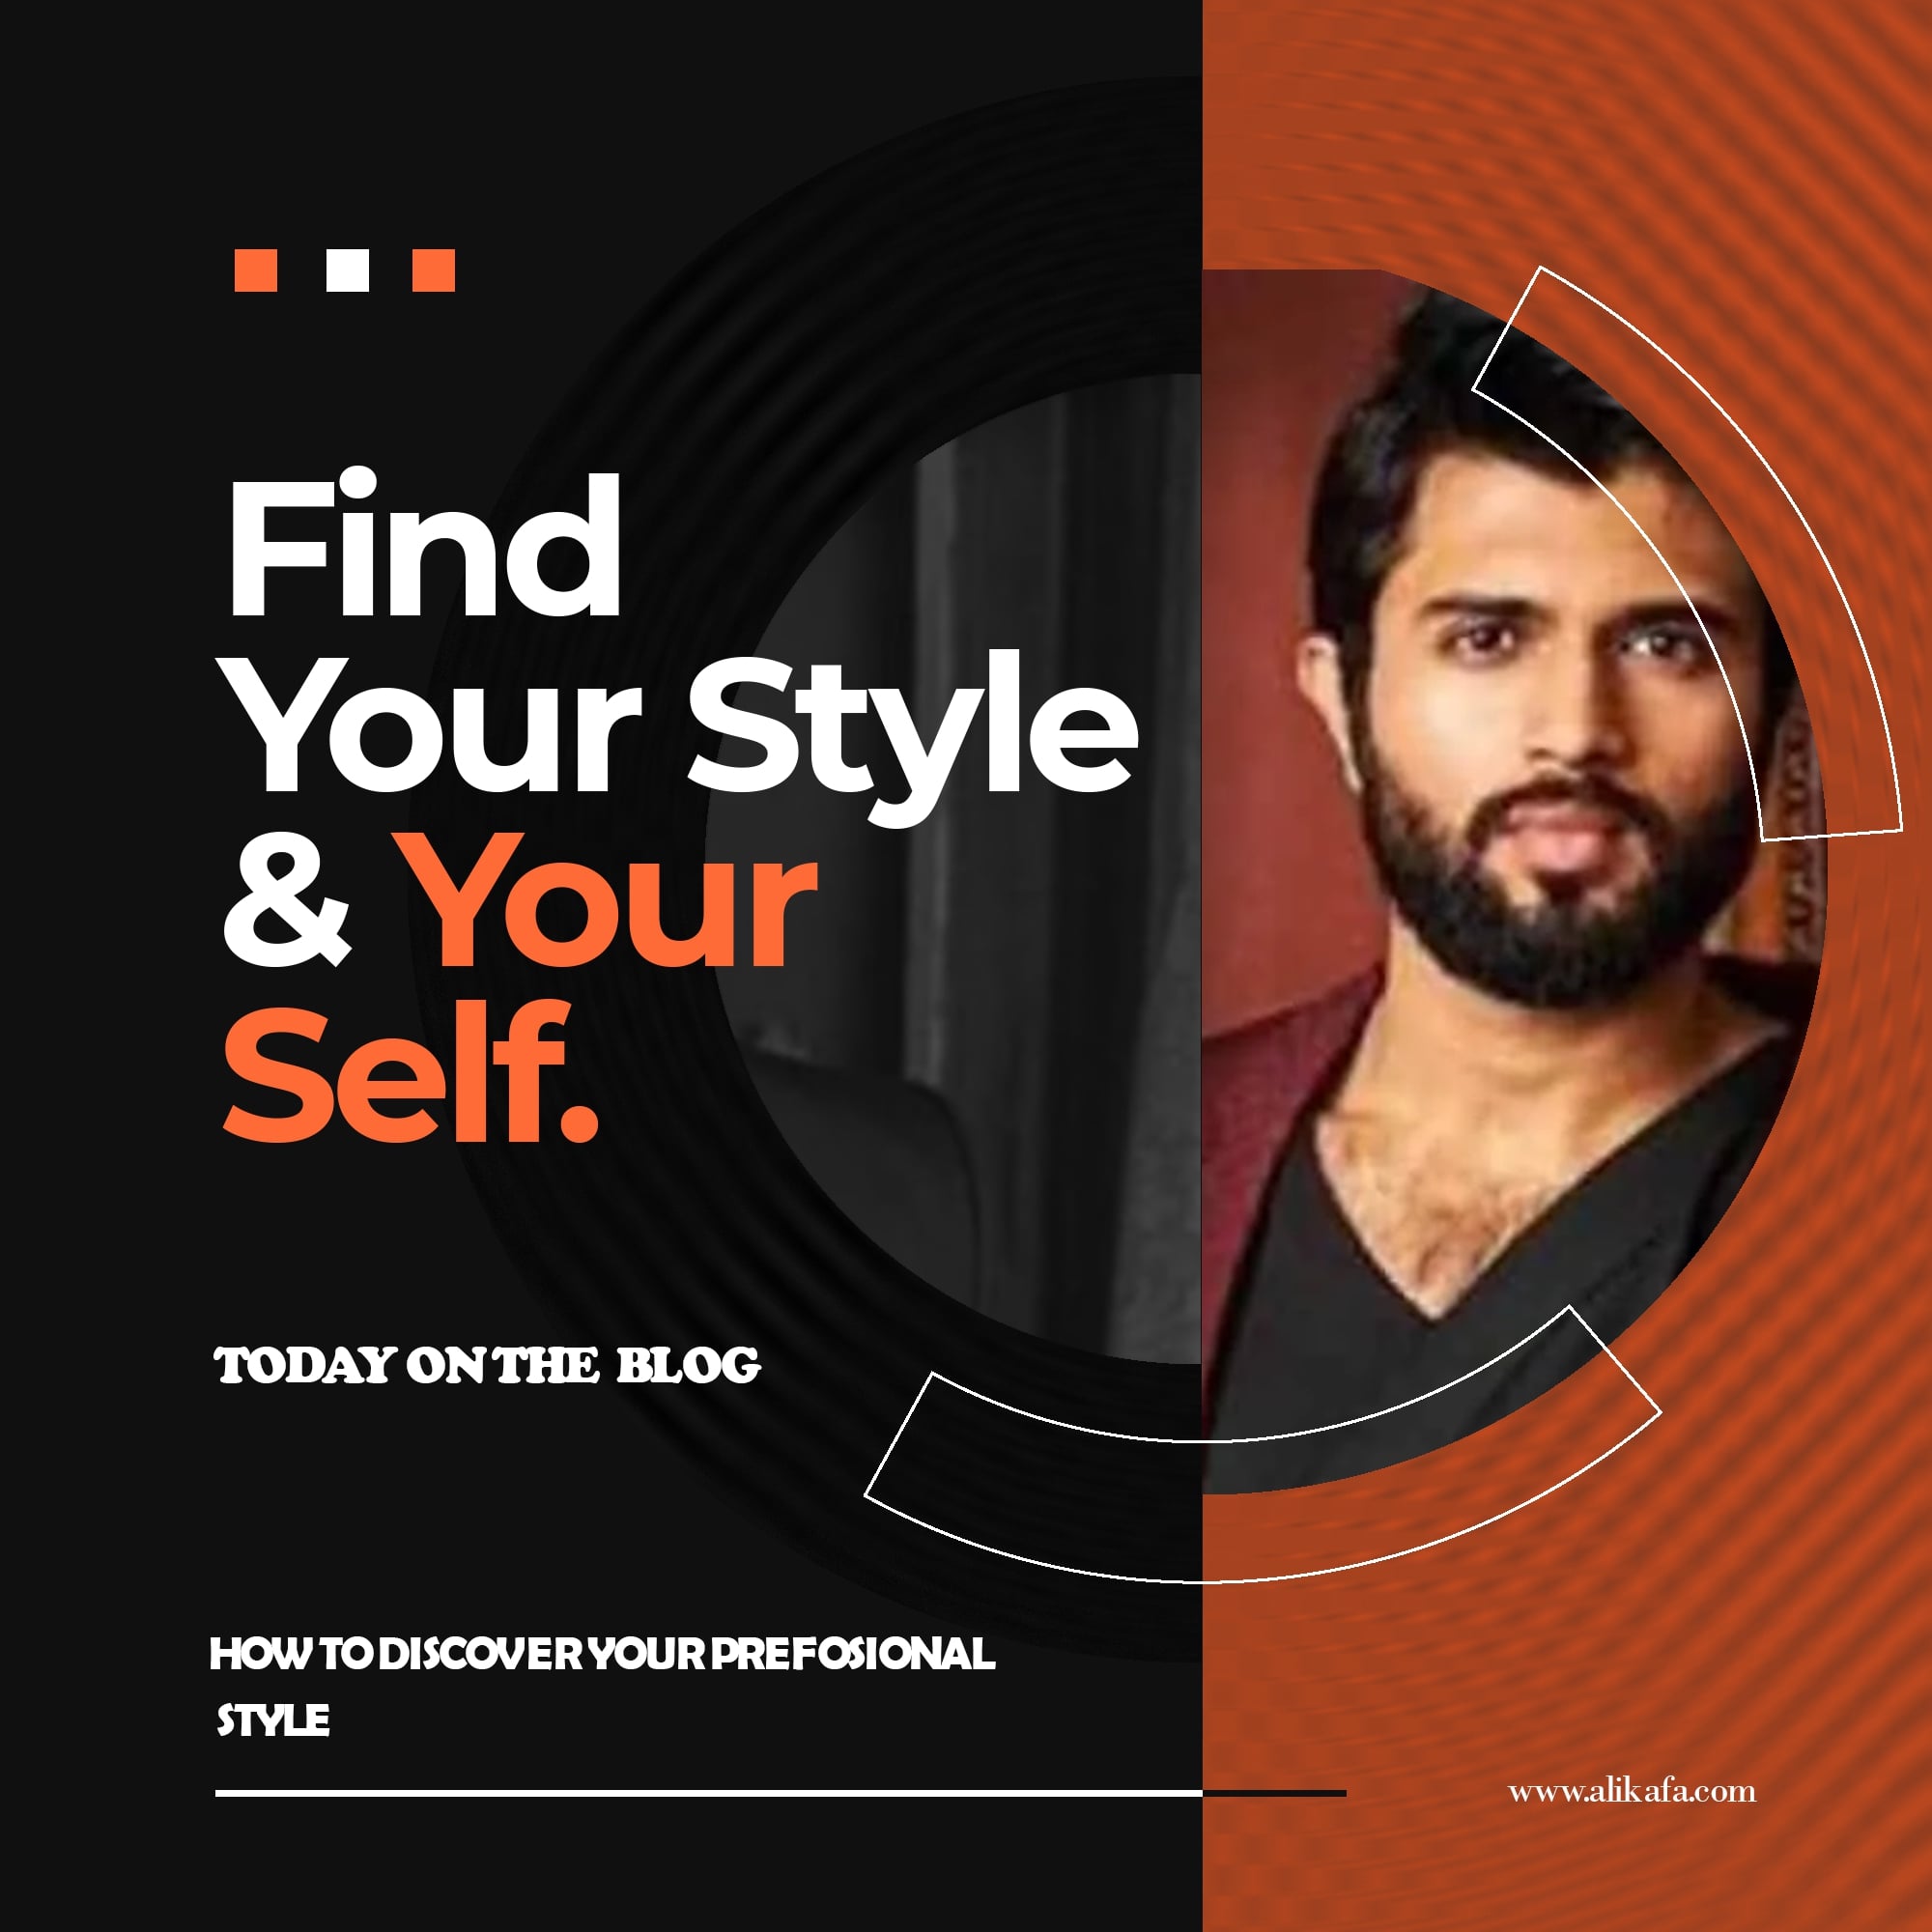 Find
Your Style
& Your
Self.
TODAY ON THE BLOG
HOW TO DISCOVER YOUR PREFOSIONAL
STYLE
www.alikafa.com